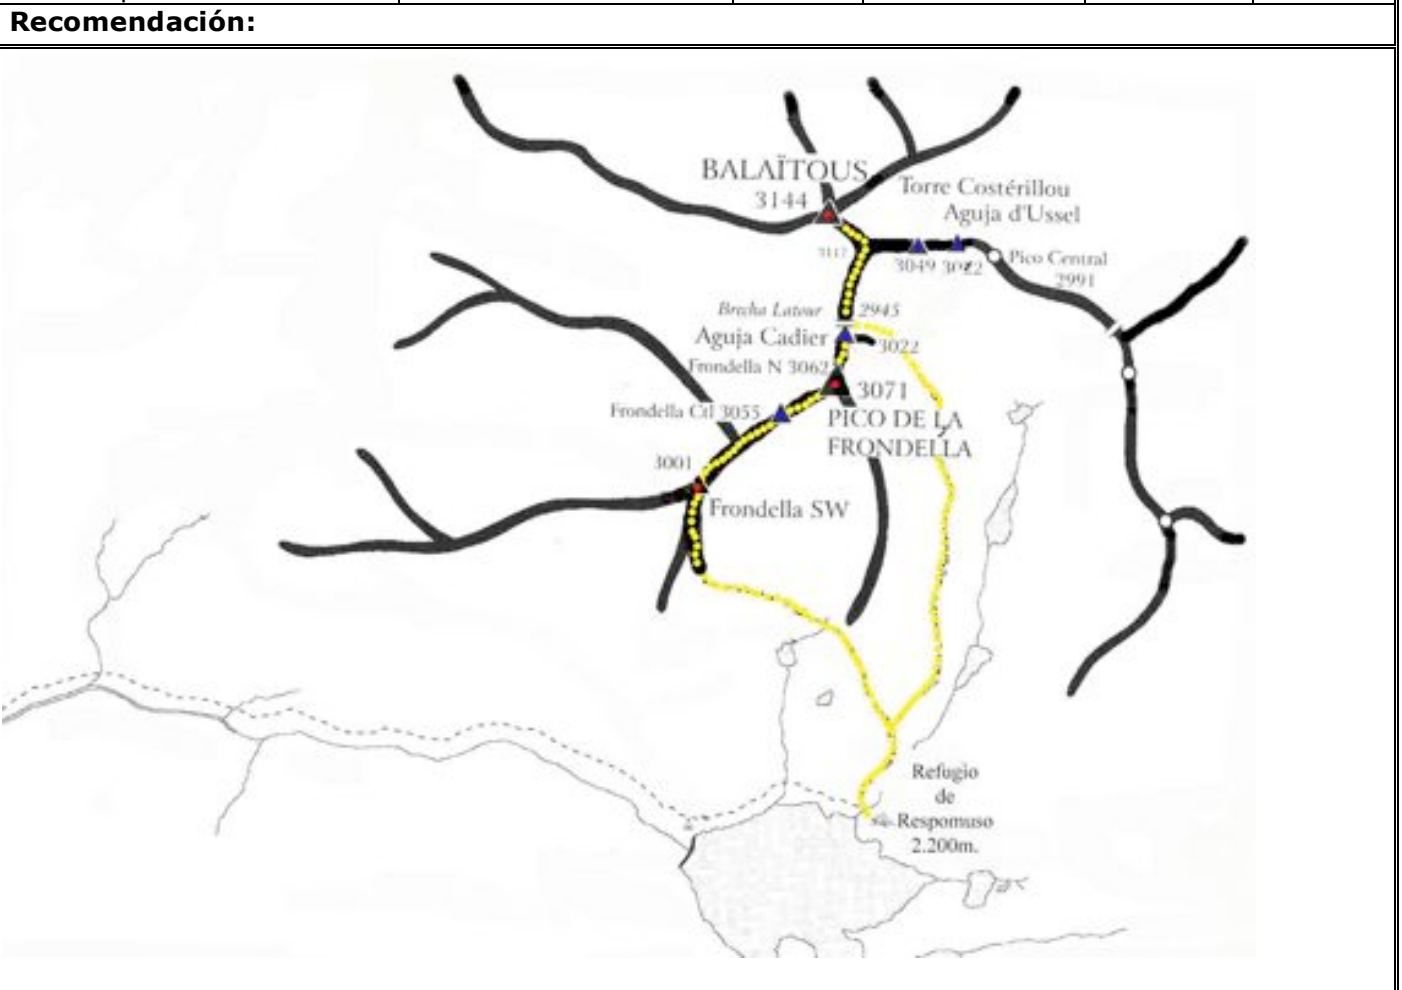 Recomendación:
BALAÏTOUS
3144
Torre Costérillou
Aguja d'Ussel
3117
3049
Pico Central
2991
Brecha Latour
2945
Aguja Cadier
3022
Frondella N 3062
3071
PICO DE LA
FRONDELLA
Frondella Ctl 3055
3001
Frondella SW
Refugio
de
Respomuso
2.200m.